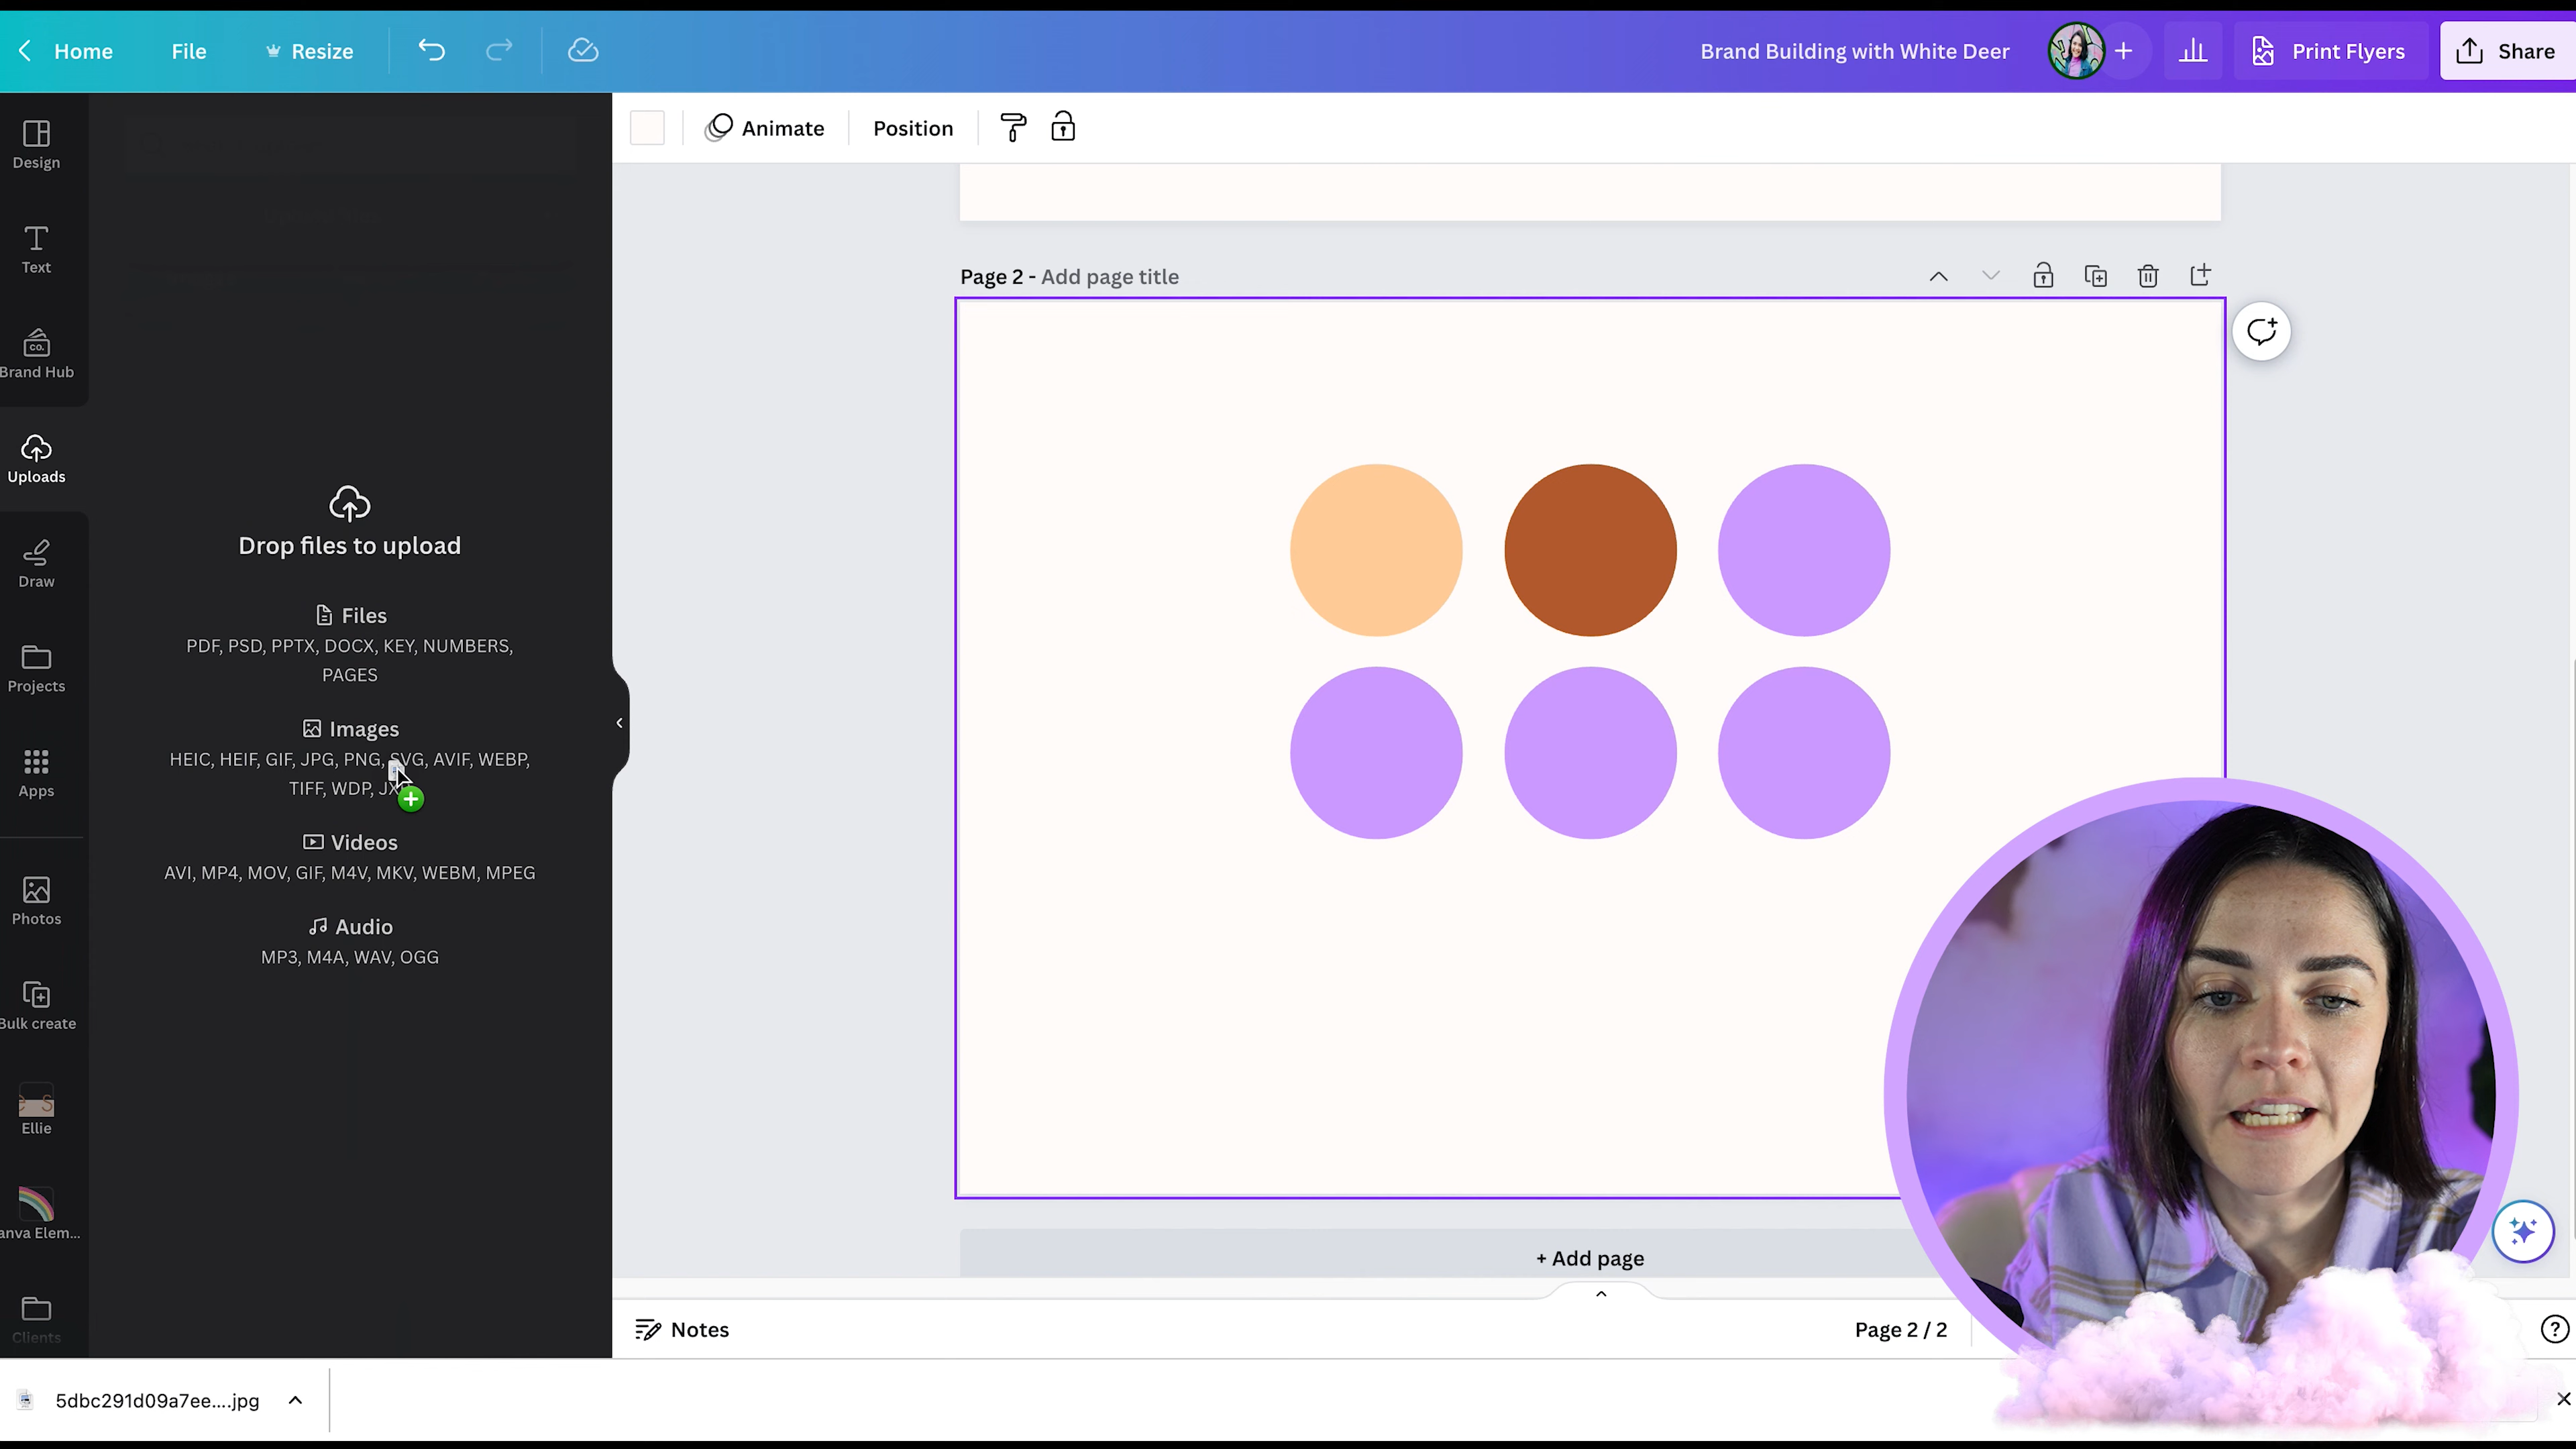 Home File Resize
Brand Building with White Deer
Print Flyers Share
Animate Position
Design
Text
CO.
Brand Hub
Uploads
Draw
Projects
Apps
Photos
Bulk create
Ellie
anva Elem...
Clients
Drop files to upload
Files
PDF, PSD, PPTX, DOCX, KEY, NUMBERS,
PAGES
Images
HEIC, HEIF, GIF, JPG, PNG, SVG, AVIF, WEBP,
TIFF, WDP,
Videos
AVI, MP4, MOV, GIF, M4V, MKV, WEBM, MPEG
Audio
MP3, M4A, WAV, OGG
Page 2 - Add page title
+ Add page
Notes
Page 2 / 2
5dbc291d09a7ee....jpg